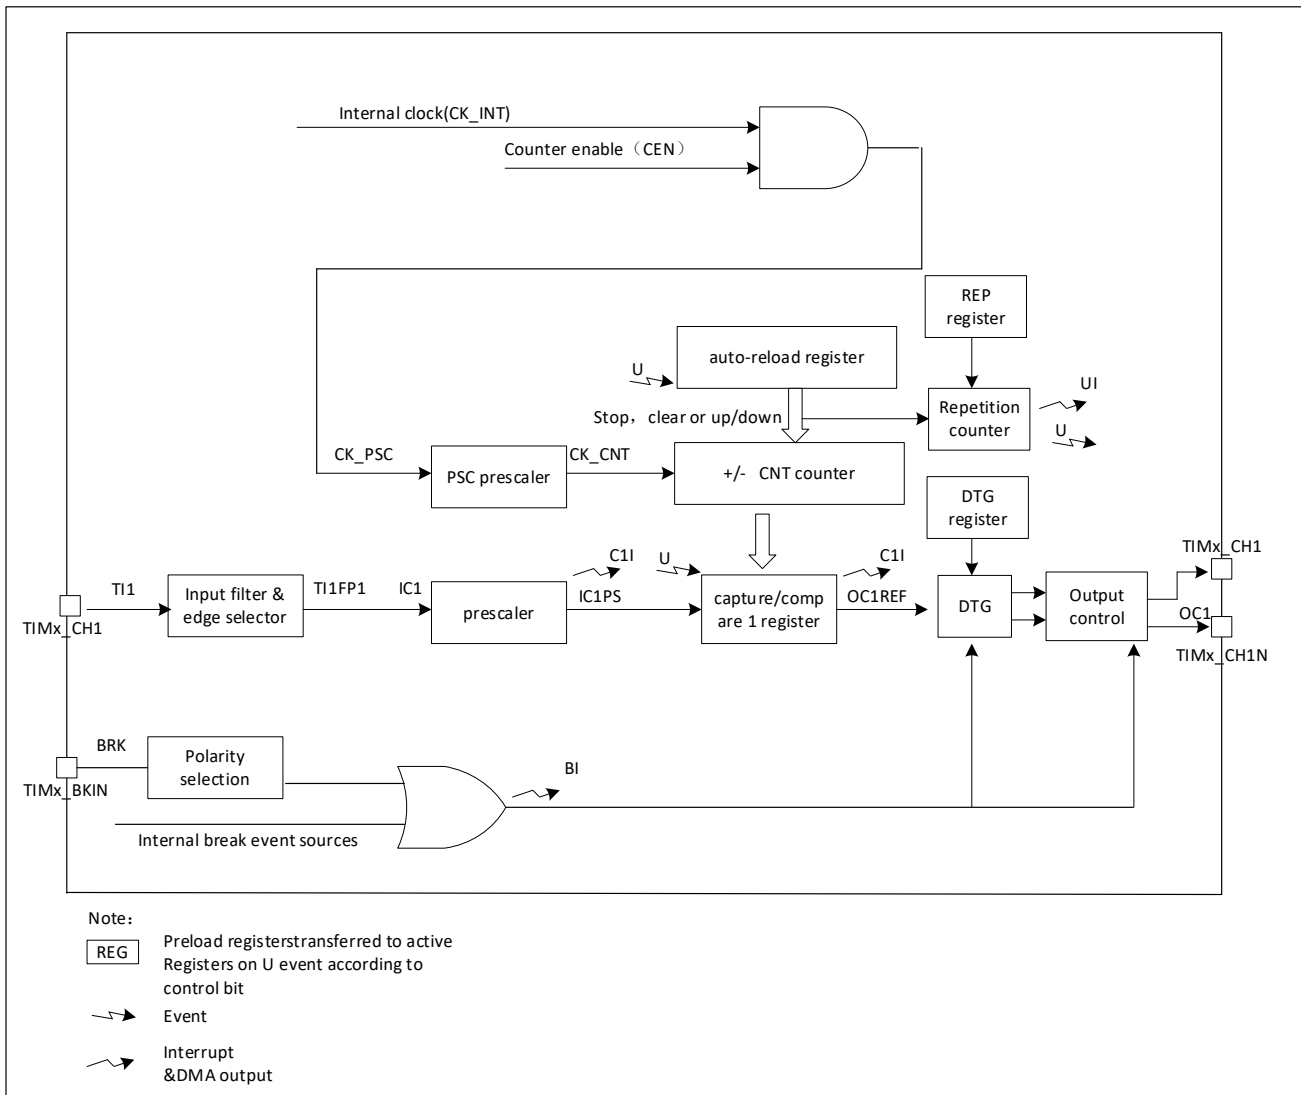 Internal clock(CK_INT)
Counter enable（CEN）
REP
register
auto-reload register
U
UI
Stop，clear or up/down
Repetition
counter
U
CK_PSC
CK_CNT
PSC prescaler
+/- CNT counter
DTG
register
TIMx_CH1
C1I
U
C1I
TI1
Input filter &
edge selector
TI1FP1
IC1
prescaler
IC1PS
capture/comp
are 1 register
OC1REF
DTG
Output
control
OC1
TIMx_CH1
TIMx_CH1N
BRK
Polarity
selection
BI
TIMx_BKIN
Internal break event sources
Note：
REG
Preload registerstransferred to active
Registers on U event according to
control bit
Event
Interrupt
&DMA output